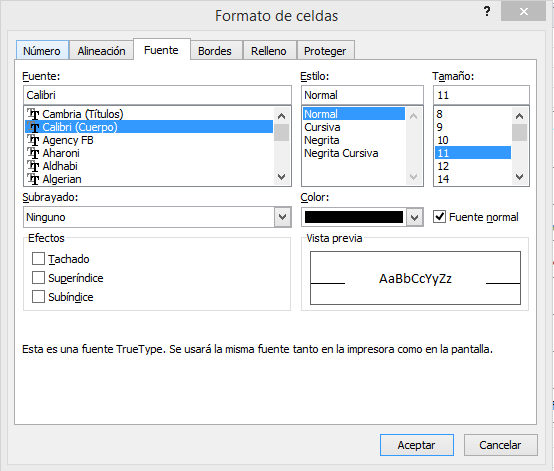 Formato de celdas
?
Número Alineación Fuente Bordes Relleno Proteger
Fuente: Estilo: Tamaño:
Calibri Normal 11
Cambria (Títulos) Normal 8
Calibri (Cuerpo) Cursiva 9
Agency FB Negrita 10
Aharoni Negrita Cursiva 11
Aldhabi 12
Algerian 14
Subrayado: Color:
Ninguno Fuente normal
Efectos Vista previa
Tachado
Superíndice AaBbCcYyZz
Subíndice
Esta es una fuente TrueType. Se usará la misma fuente tanto en la impresora como en la pantalla.
Aceptar Cancelar